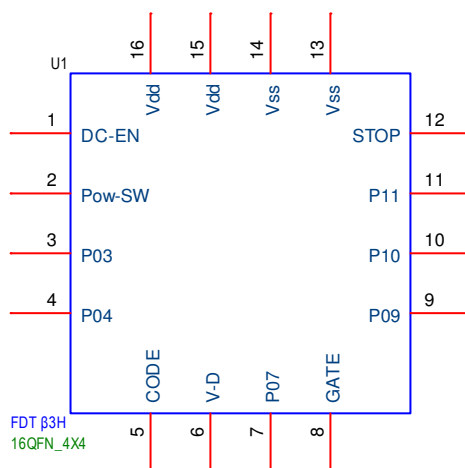 U1
16
15
14
13
Vdd
Vdd
Vss
Vss
1
DC-EN
STOP
12
2
Pow-SW
P11
11
3
P03
P10
10
4
P04
P09
9
CODE
V-D
P07
GATE
5
6
7
8
FDT β3H
16QFN_4X4